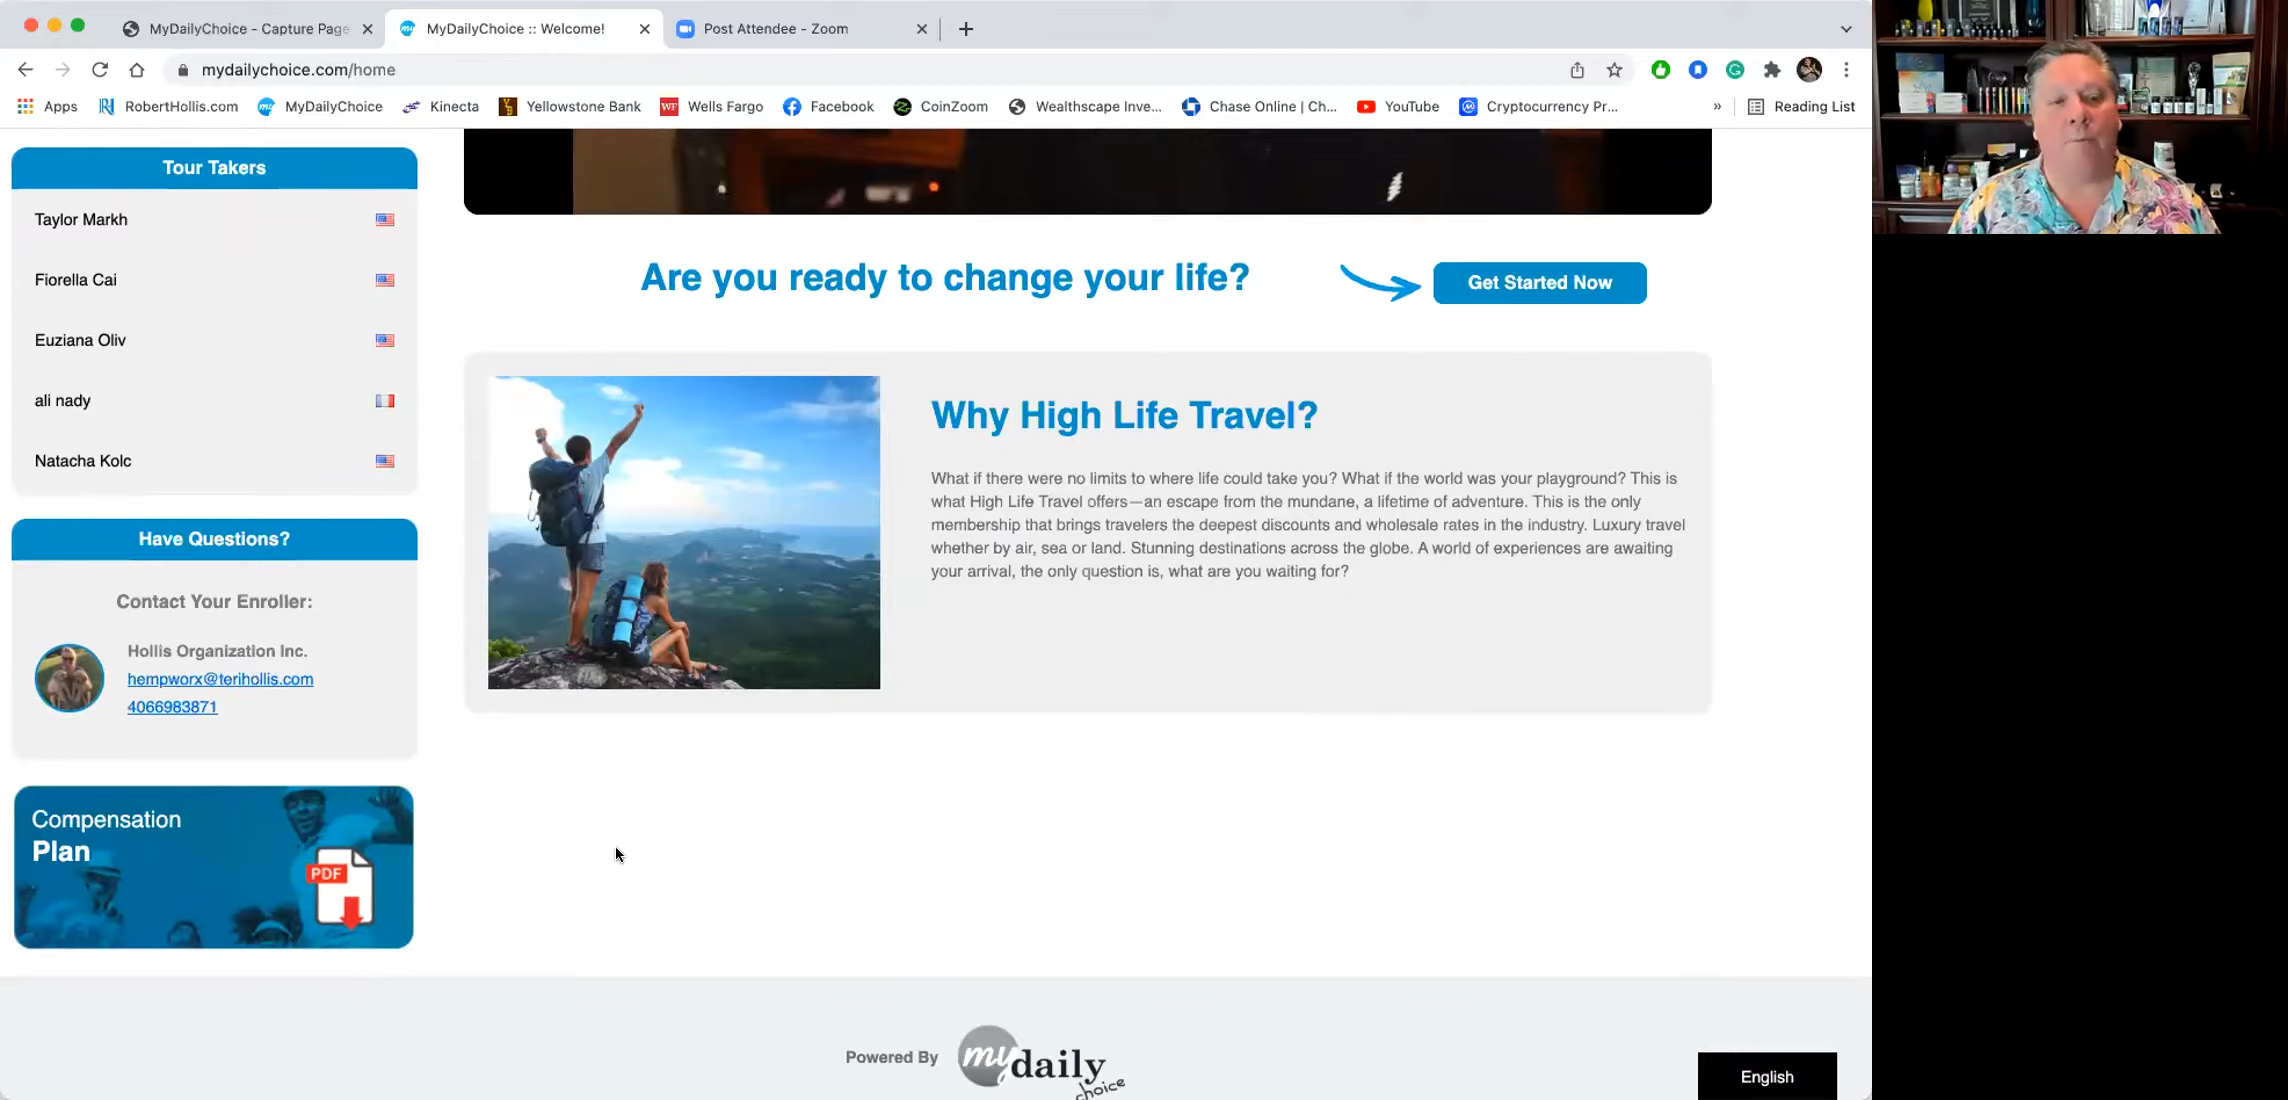 MyDailyChoice - Capture Page
MyDailyChoice :: Welcome!
Post Attendee - Zoom
mydailychoice.com/home
Apps
RobertHollis.com
MyDailyChoice
Kinecta
Yellowstone Bank
Wells Fargo
Facebook
CoinZoom
Wealthscape Inve...
Chase Online | Ch...
YouTube
Cryptocurrency Pr...
»
Reading List
Tour Takers
Taylor Markh
Fiorella Cai
Euziana Oliv
ali nady
Natacha Kolc
Have Questions?
Contact Your Enroller:
Hollis Organization Inc.
hempworx@terihollis.com
4066983871
Compensation
Plan
PDF
Are you ready to change your life?
Get Started Now
Why High Life Travel?
What if there were no limits to where life could take you? What if the world was your playground? This is
what High Life Travel offers—an escape from the mundane, a lifetime of adventure. This is the only
membership that brings travelers the deepest discounts and wholesale rates in the industry. Luxury travel
whether by air, sea or land. Stunning destinations across the globe. A world of experiences are awaiting
your arrival, the only question is, what are you waiting for?
Powered By
my daily
choice
English